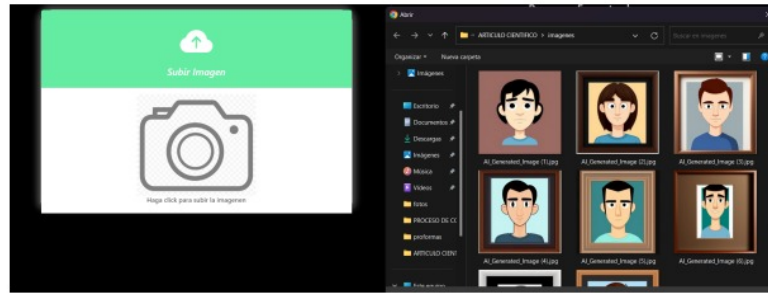 Subir Imagen
Haga click para subir la imagenen
Abrir
ARTICULO CIENTIFICO > imagenes
Buscar en imagenes
Organizar
Nueva carpeta
Imágenes
Escritorio
Documentos
Descargas
Imágenes
Música
Videos
fotos
PROCESO DE CC
proformas
ARTICULO CIENT
AI_Generated_Image (1).jpg
AI_Generated_Image (2).jpg
AI_Generated_Image (3).jpg
AI_Generated_Image (4).jpg
AI_Generated_Image (5).jpg
AI_Generated_Image (6).jpg